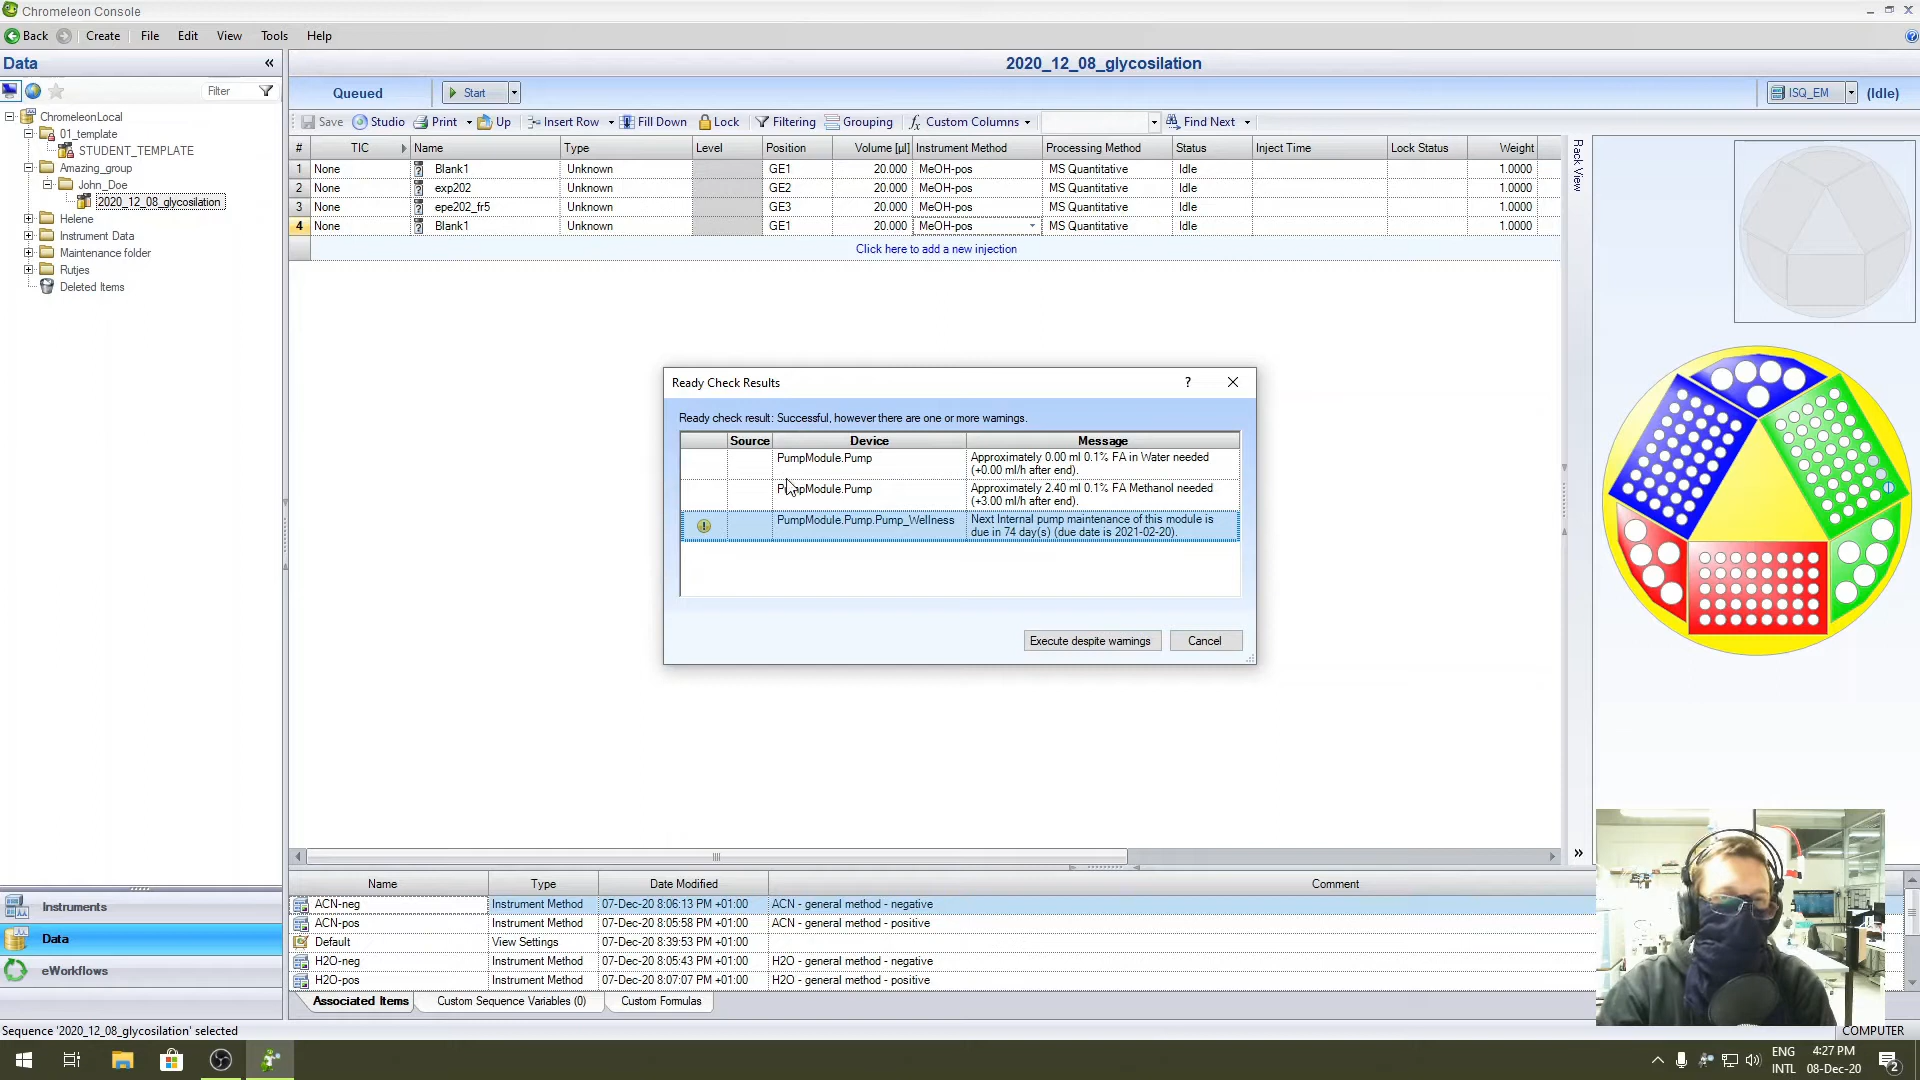 Chromeleon Console
Back Create File Edit View Tools Help
Data «
2020_12_08_glycosilation
Filter
Queued Start ISQ_EM (Idle)
Save Studio Print Up Insert Row Fill Down Lock Filtering Grouping Custom Columns Find Next
ChromeleonLocal
01_template
STUDENT_TEMPLATE
Amazing_group
John_Doe
2020_12_08_glycosilation
Helene
Instrument Data
Maintenance folder
Rutjes
Deleted Items
# TIC Name Type Level Position Volume [µl] Instrument Method Processing Method Status Inject Time Lock Status Weight
1 None Blank1 Unknown GE1 20.000 MeOH-pos MS Quantitative Idle 1.0000
2 None exp202 Unknown GE2 20.000 MeOH-pos MS Quantitative Idle 1.0000
3 None epe202_fr5 Unknown GE3 20.000 MeOH-pos MS Quantitative Idle 1.0000
4 None Blank1 Unknown GE1 20.000 MeOH-pos MS Quantitative Idle 1.0000
Click here to add a new injection
Rack View
Ready Check Results ?
Ready check result: Successful, however there are one or more warnings.
Source Device Message
PumpModule.Pump Approximately 0.00 ml 0.1% FA in Water needed
(+0.00 ml/h after end).
PumpModule.Pump Approximately 2.40 ml 0.1% FA Methanol needed
(+3.00 ml/h after end).
PumpModule.Pump.Pump_Wellness Next Internal pump maintenance of this module is
due in 74 day(s) (due date is 2021-02-20).
Execute despite warnings Cancel
»
Name Type Date Modified Comment
ACN-neg Instrument Method 07-Dec-20 8:06:13 PM +01:00 ACN - general method - negative
ACN-pos Instrument Method 07-Dec-20 8:05:58 PM +01:00 ACN - general method - positive
Default View Settings 07-Dec-20 8:39:53 PM +01:00
H2O-neg Instrument Method 07-Dec-20 8:05:43 PM +01:00 H2O - general method - negative
H2O-pos Instrument Method 07-Dec-20 8:07:07 PM +01:00 H2O - general method - positive
Associated Items Custom Sequence Variables (0) Custom Formulas
Instruments
Data
eWorkflows
Sequence '2020_12_08_glycosilation' selected
COMPUTER
ENG
INTL
4:27 PM
08-Dec-20
2